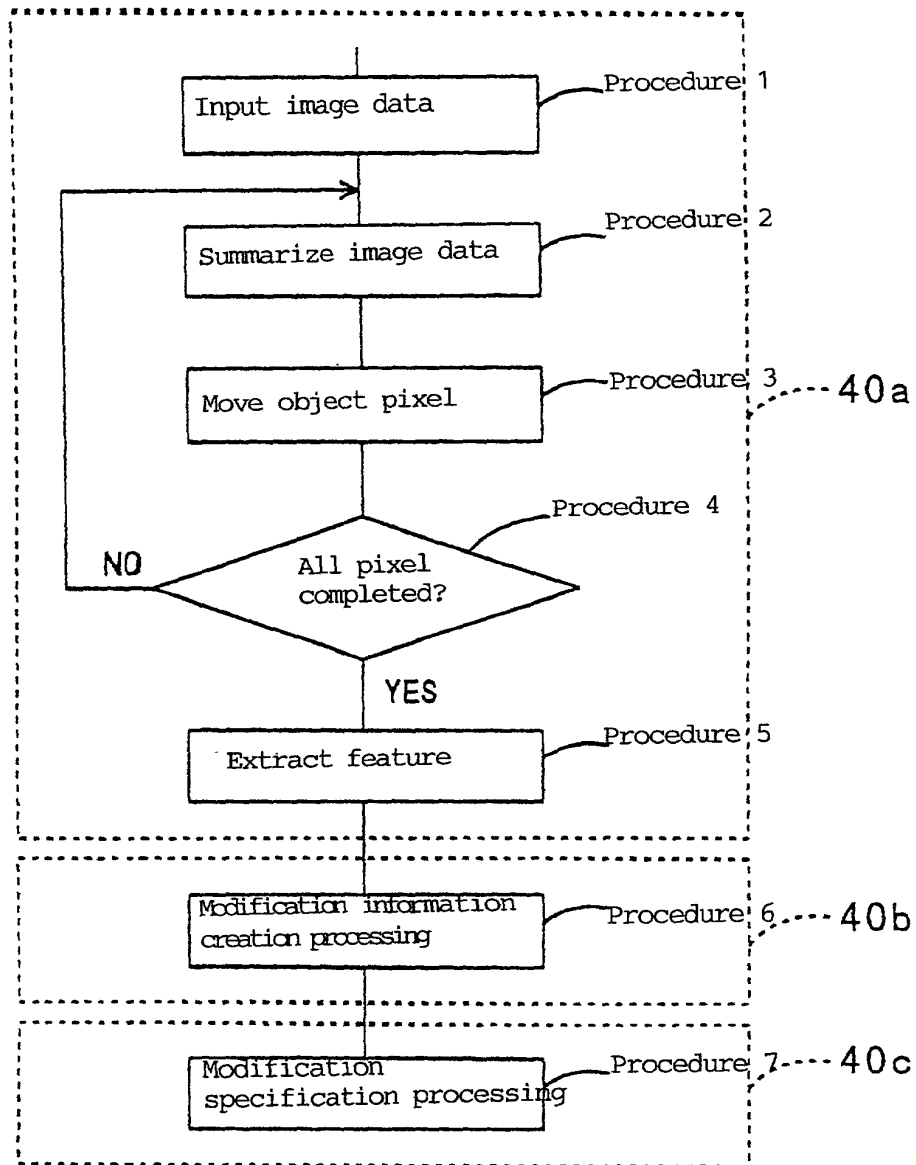 Input image data
Procedure 1
Summarize image data
Procedure 2
Move object pixel
Procedure 3
40a
Procedure 4
All pixel
completed?
NO
YES
Extract feature
Procedure 5
Modification information
creation processing
Procedure 6
40b
Modification
specification processing
Procedure 7
40c